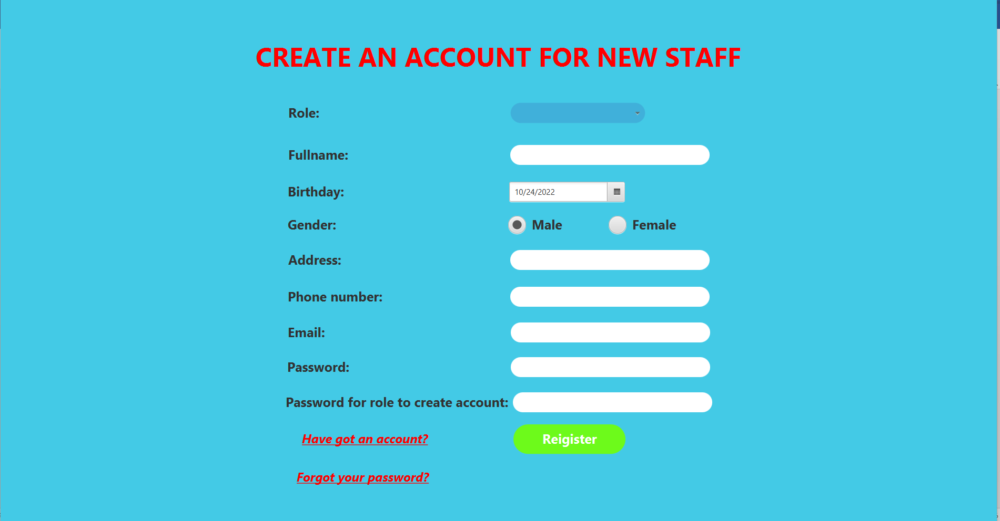 CREATE AN ACCOUNT FOR NEW STAFF
Role:
Fullname:
Birthday: 10/24/2022
Gender: Male Female
Address:
Phone number:
Email:
Password:
Password for role to create account:
Have got an account? Reigister
Forgot your password?